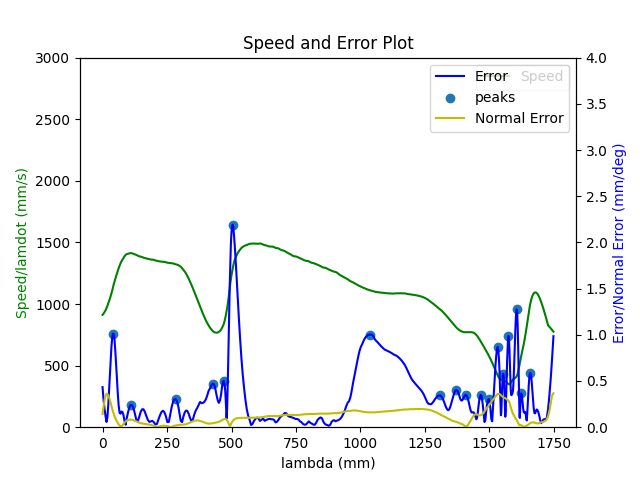 Speed and Error Plot
3000
2500
2000
1500
1000
500
0
Speed/lamdot (mm/s)
4.0
3.5
3.0
2.5
2.0
1.5
1.0
0.5
0.0
Error/Normal Error (mm/deg)
Error
Speed
peaks
Normal Error
0 250 500 750 1000 1250 1500 1750
lambda (mm)